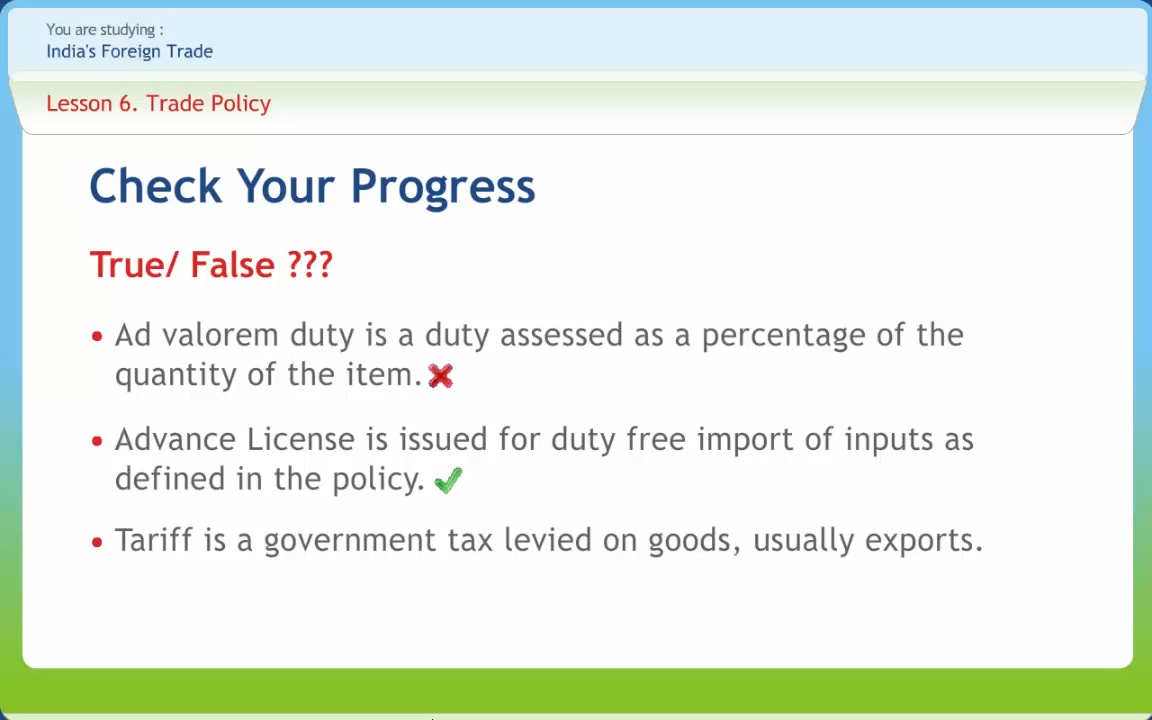 You are studying :
India's Foreign Trade
Lesson 6. Trade Policy
Check Your Progress
True/ False ???
• Ad valorem duty is a duty assessed as a percentage of the
quantity of the item.
• Advance License is issued for duty free import of inputs as
defined in the policy.
• Tariff is a government tax levied on goods, usually exports.